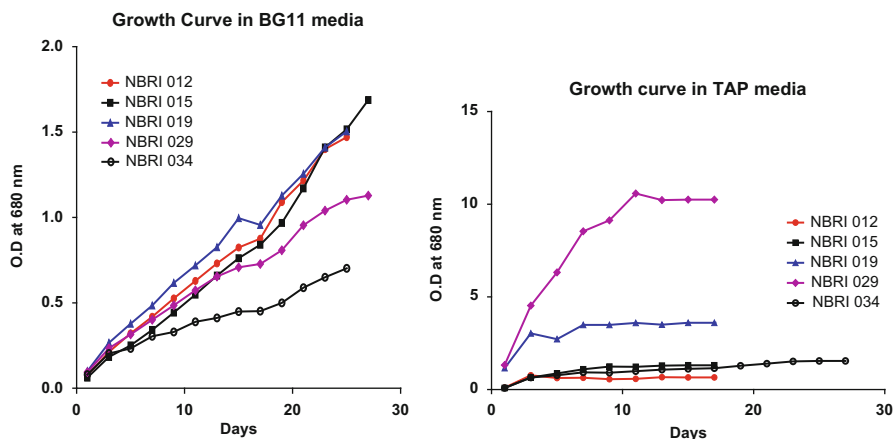 Growth Curve in BG11 media
2.0
1.5
1.0
0.5
0.0
O.D at 680 nm
NBRI 012
NBRI 015
NBRI 019
NBRI 029
NBRI 034
0
10
20
30
Days
Growth curve in TAP media
15
10
5
0
O.D at 680 nm
NBRI 012
NBRI 015
NBRI 019
NBRI 029
NBRI 034
0
10
20
30
Days